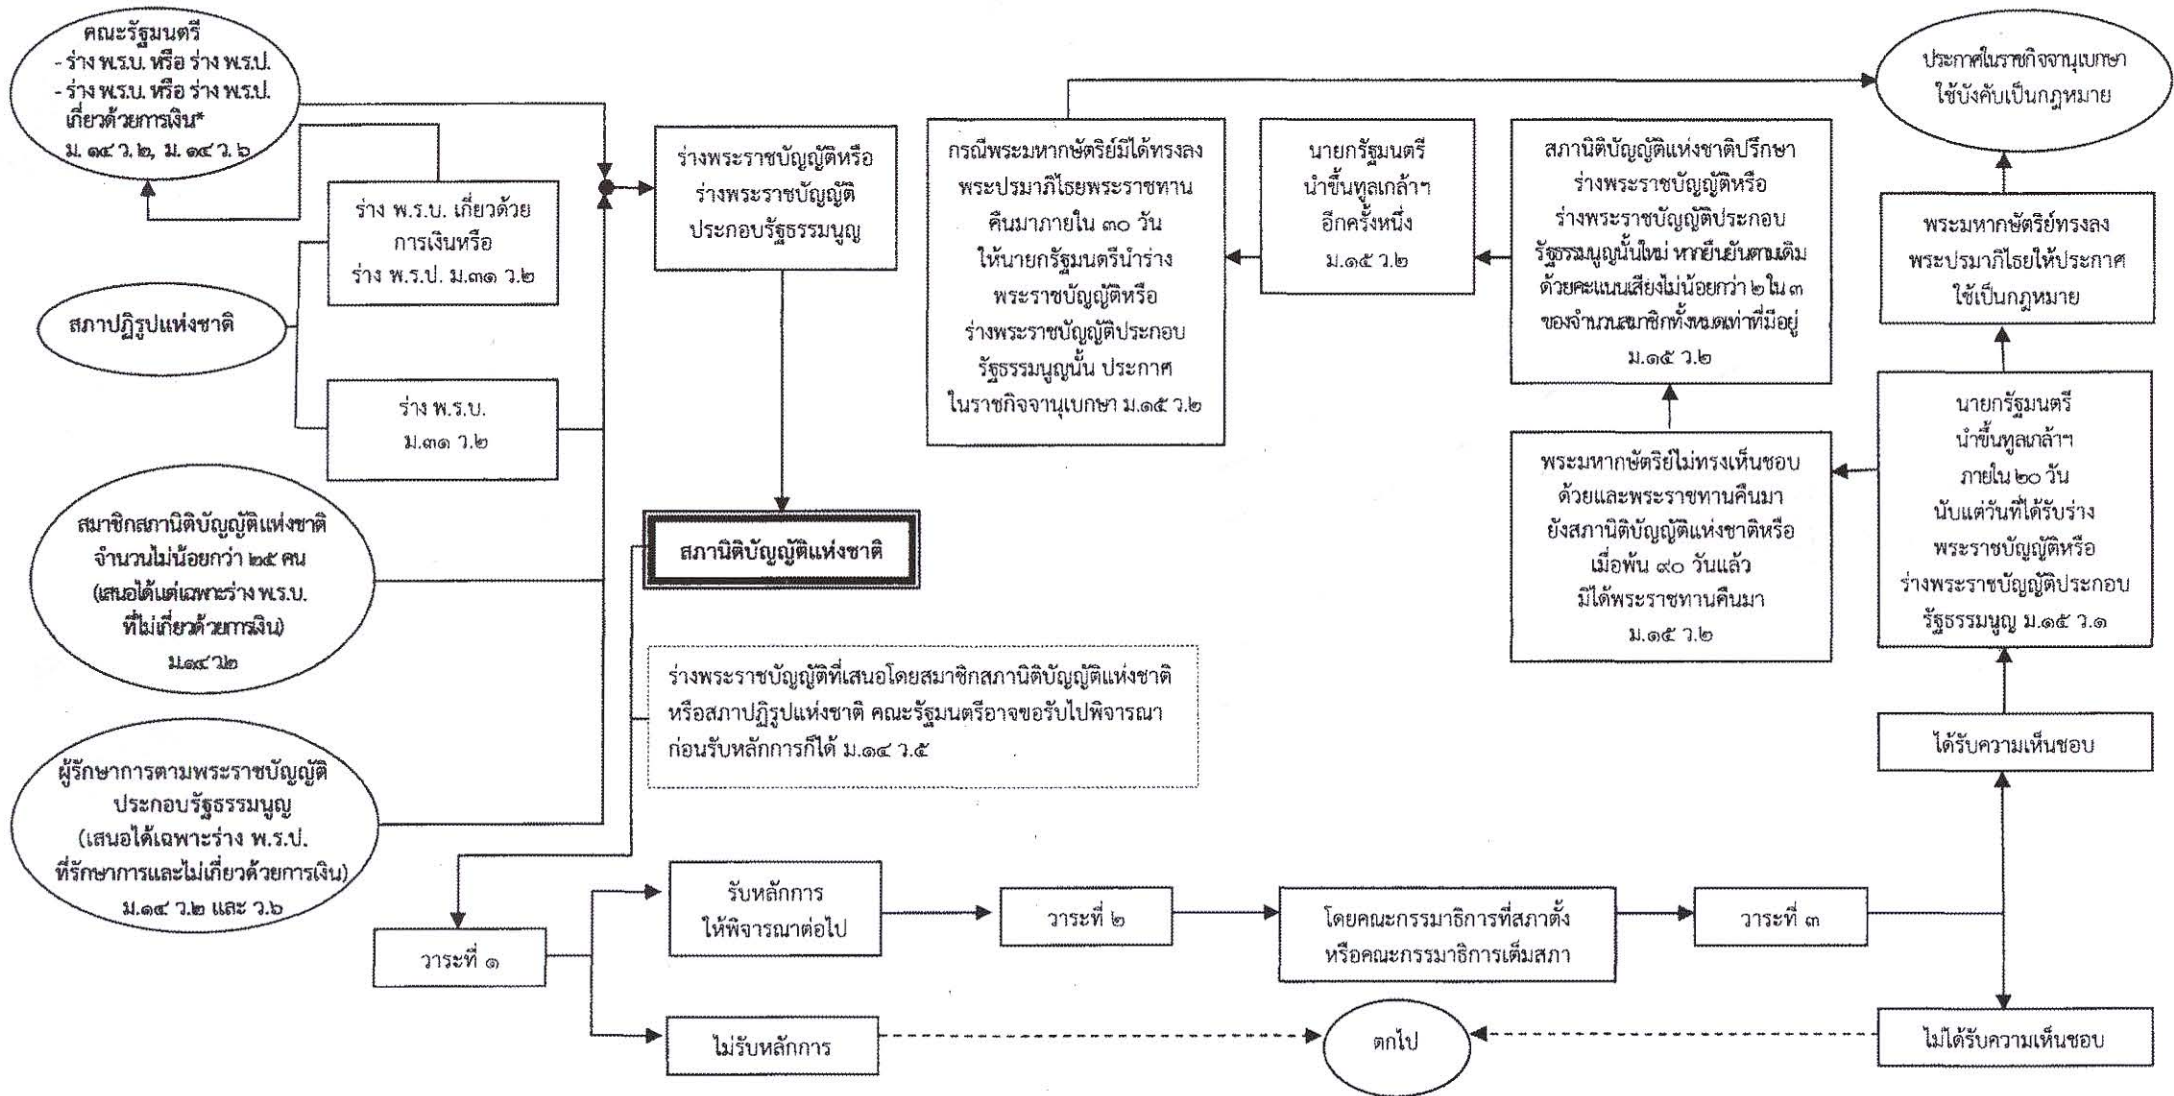 คณะรัฐมนตรี
- ร่าง พ.ร.บ. หรือ ร่าง พ.ร.ป.
- ร่าง พ.ร.บ. หรือ ร่าง พ.ร.ป.
เกี่ยวด้วยการเงิน*
ม. ๑๔ ว. ๒, ม. ๑๔ ว. ๖
ร่าง พ.ร.บ. เกี่ยวด้วย
การเงินหรือ
ร่าง พ.ร.ป. ม.๓๑ ว.๒
สภาปฏิรูปแห่งชาติ
ร่าง พ.ร.บ.
ม.๓๑ ว.๒
สมาชิกสภานิติบัญญัติแห่งชาติ
จำนวนไม่น้อยกว่า ๒๕ คน
(เสนอได้แต่เฉพาะร่าง พ.ร.บ.
ที่ไม่เกี่ยวด้วยการเงิน)
ม.๑๔ ว๒
ผู้รักษาการตามพระราชบัญญัติ
ประกอบรัฐธรรมนูญ
(เสนอได้เฉพาะร่าง พ.ร.ป.
ที่รักษาการและไม่เกี่ยวด้วยการเงิน)
ม.๑๔ ว.๒ และ ว.๖
ร่างพระราชบัญญัติหรือ
ร่างพระราชบัญญัติ
ประกอบรัฐธรรมนูญ
สภานิติบัญญัติแห่งชาติ
ร่างพระราชบัญญัติที่เสนอโดยสมาชิกสภานิติบัญญัติแห่งชาติ
หรือสภาปฏิรูปแห่งชาติ คณะรัฐมนตรีอาจขอรับไปพิจารณา
ก่อนรับหลักการก็ได้ ม.๑๔ ว.๕
วาระที่ ๑
รับหลักการ
ให้พิจารณาต่อไป
ไม่รับหลักการ
วาระที่ ๒
โดยคณะกรรมาธิการที่สภาตั้ง
หรือคณะกรรมาธิการเต็มสภา
วาระที่ ๓
ตกไป
ได้รับความเห็นชอบ
ไม่ได้รับความเห็นชอบ
นายกรัฐมนตรี
นำขึ้นทูลเกล้าฯ
ภายใน ๒๐ วัน
นับแต่วันที่ได้รับร่าง
พระราชบัญญัติหรือ
ร่างพระราชบัญญัติประกอบ
รัฐธรรมนูญ ม.๑๕ ว.๑
พระมหากษัตริย์ทรงลง
พระปรมาภิไธยให้ประกาศ
ใช้เป็นกฎหมาย
พระมหากษัตริย์ไม่ทรงเห็นชอบ
ด้วยและพระราชทานคืนมา
ยังสภานิติบัญญัติแห่งชาติหรือ
เมื่อพ้น ๙๐ วันแล้ว
มิได้พระราชทานคืนมา
ม.๑๕ ว.๒
สภานิติบัญญัติแห่งชาติปรึกษา
ร่างพระราชบัญญัติหรือ
ร่างพระราชบัญญัติประกอบ
รัฐธรรมนูญนั้นใหม่ หากยืนยันตามเดิม
ด้วยคะแนนเสียงไม่น้อยกว่า ๒ ใน ๓
ของจำนวนสมาชิกทั้งหมดเท่าที่มีอยู่
ม.๑๕ ว.๒
นายกรัฐมนตรี
นำขึ้นทูลเกล้าฯ
อีกครั้งหนึ่ง
ม.๑๕ ว.๒
กรณีพระมหากษัตริย์มิได้ทรงลง
พระปรมาภิไธยพระราชทาน
คืนมาภายใน ๓๐ วัน
ให้นายกรัฐมนตรีนำร่าง
พระราชบัญญัติหรือ
ร่างพระราชบัญญัติประกอบ
รัฐธรรมนูญนั้น ประกาศ
ในราชกิจจานุเบกษา ม.๑๕ ว.๒
ประกาศในราชกิจจานุเบกษา
ใช้บังคับเป็นกฎหมาย